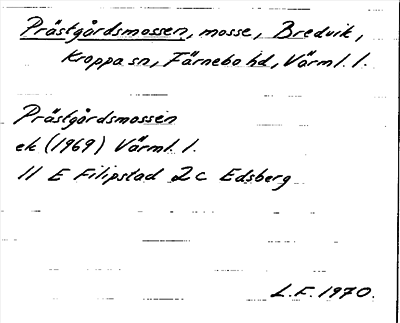 Prästgårdsmossen, mosse, Bredvik,
Kroppa sn, Färnebo hd, Värml. l.
Prästgårdsmossen
ek (1969) Värml. l.
11 E Filipstad 2c Edsberg
L.F. 1970.